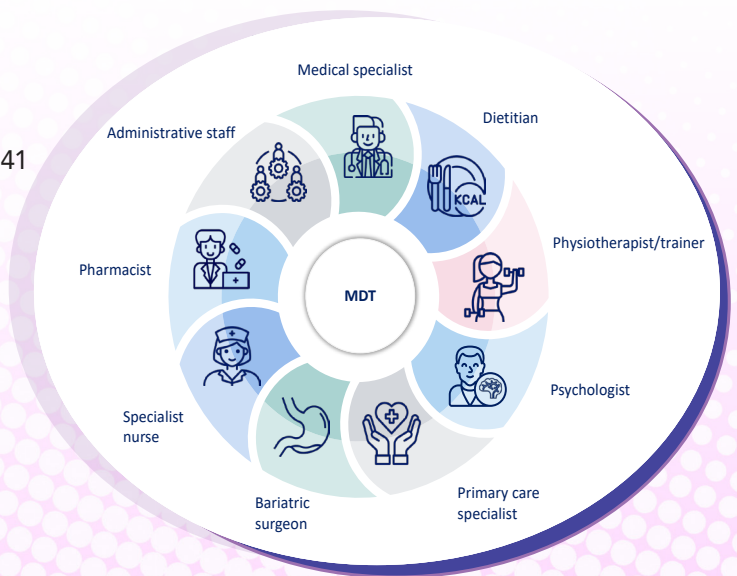 Medical specialist
Dietitian
Administrative staff
41
KCAL
Physiotherapist/trainer
Pharmacist
MDT
Psychologist
Specialist
nurse
Primary care
specialist
Bariatric
surgeon